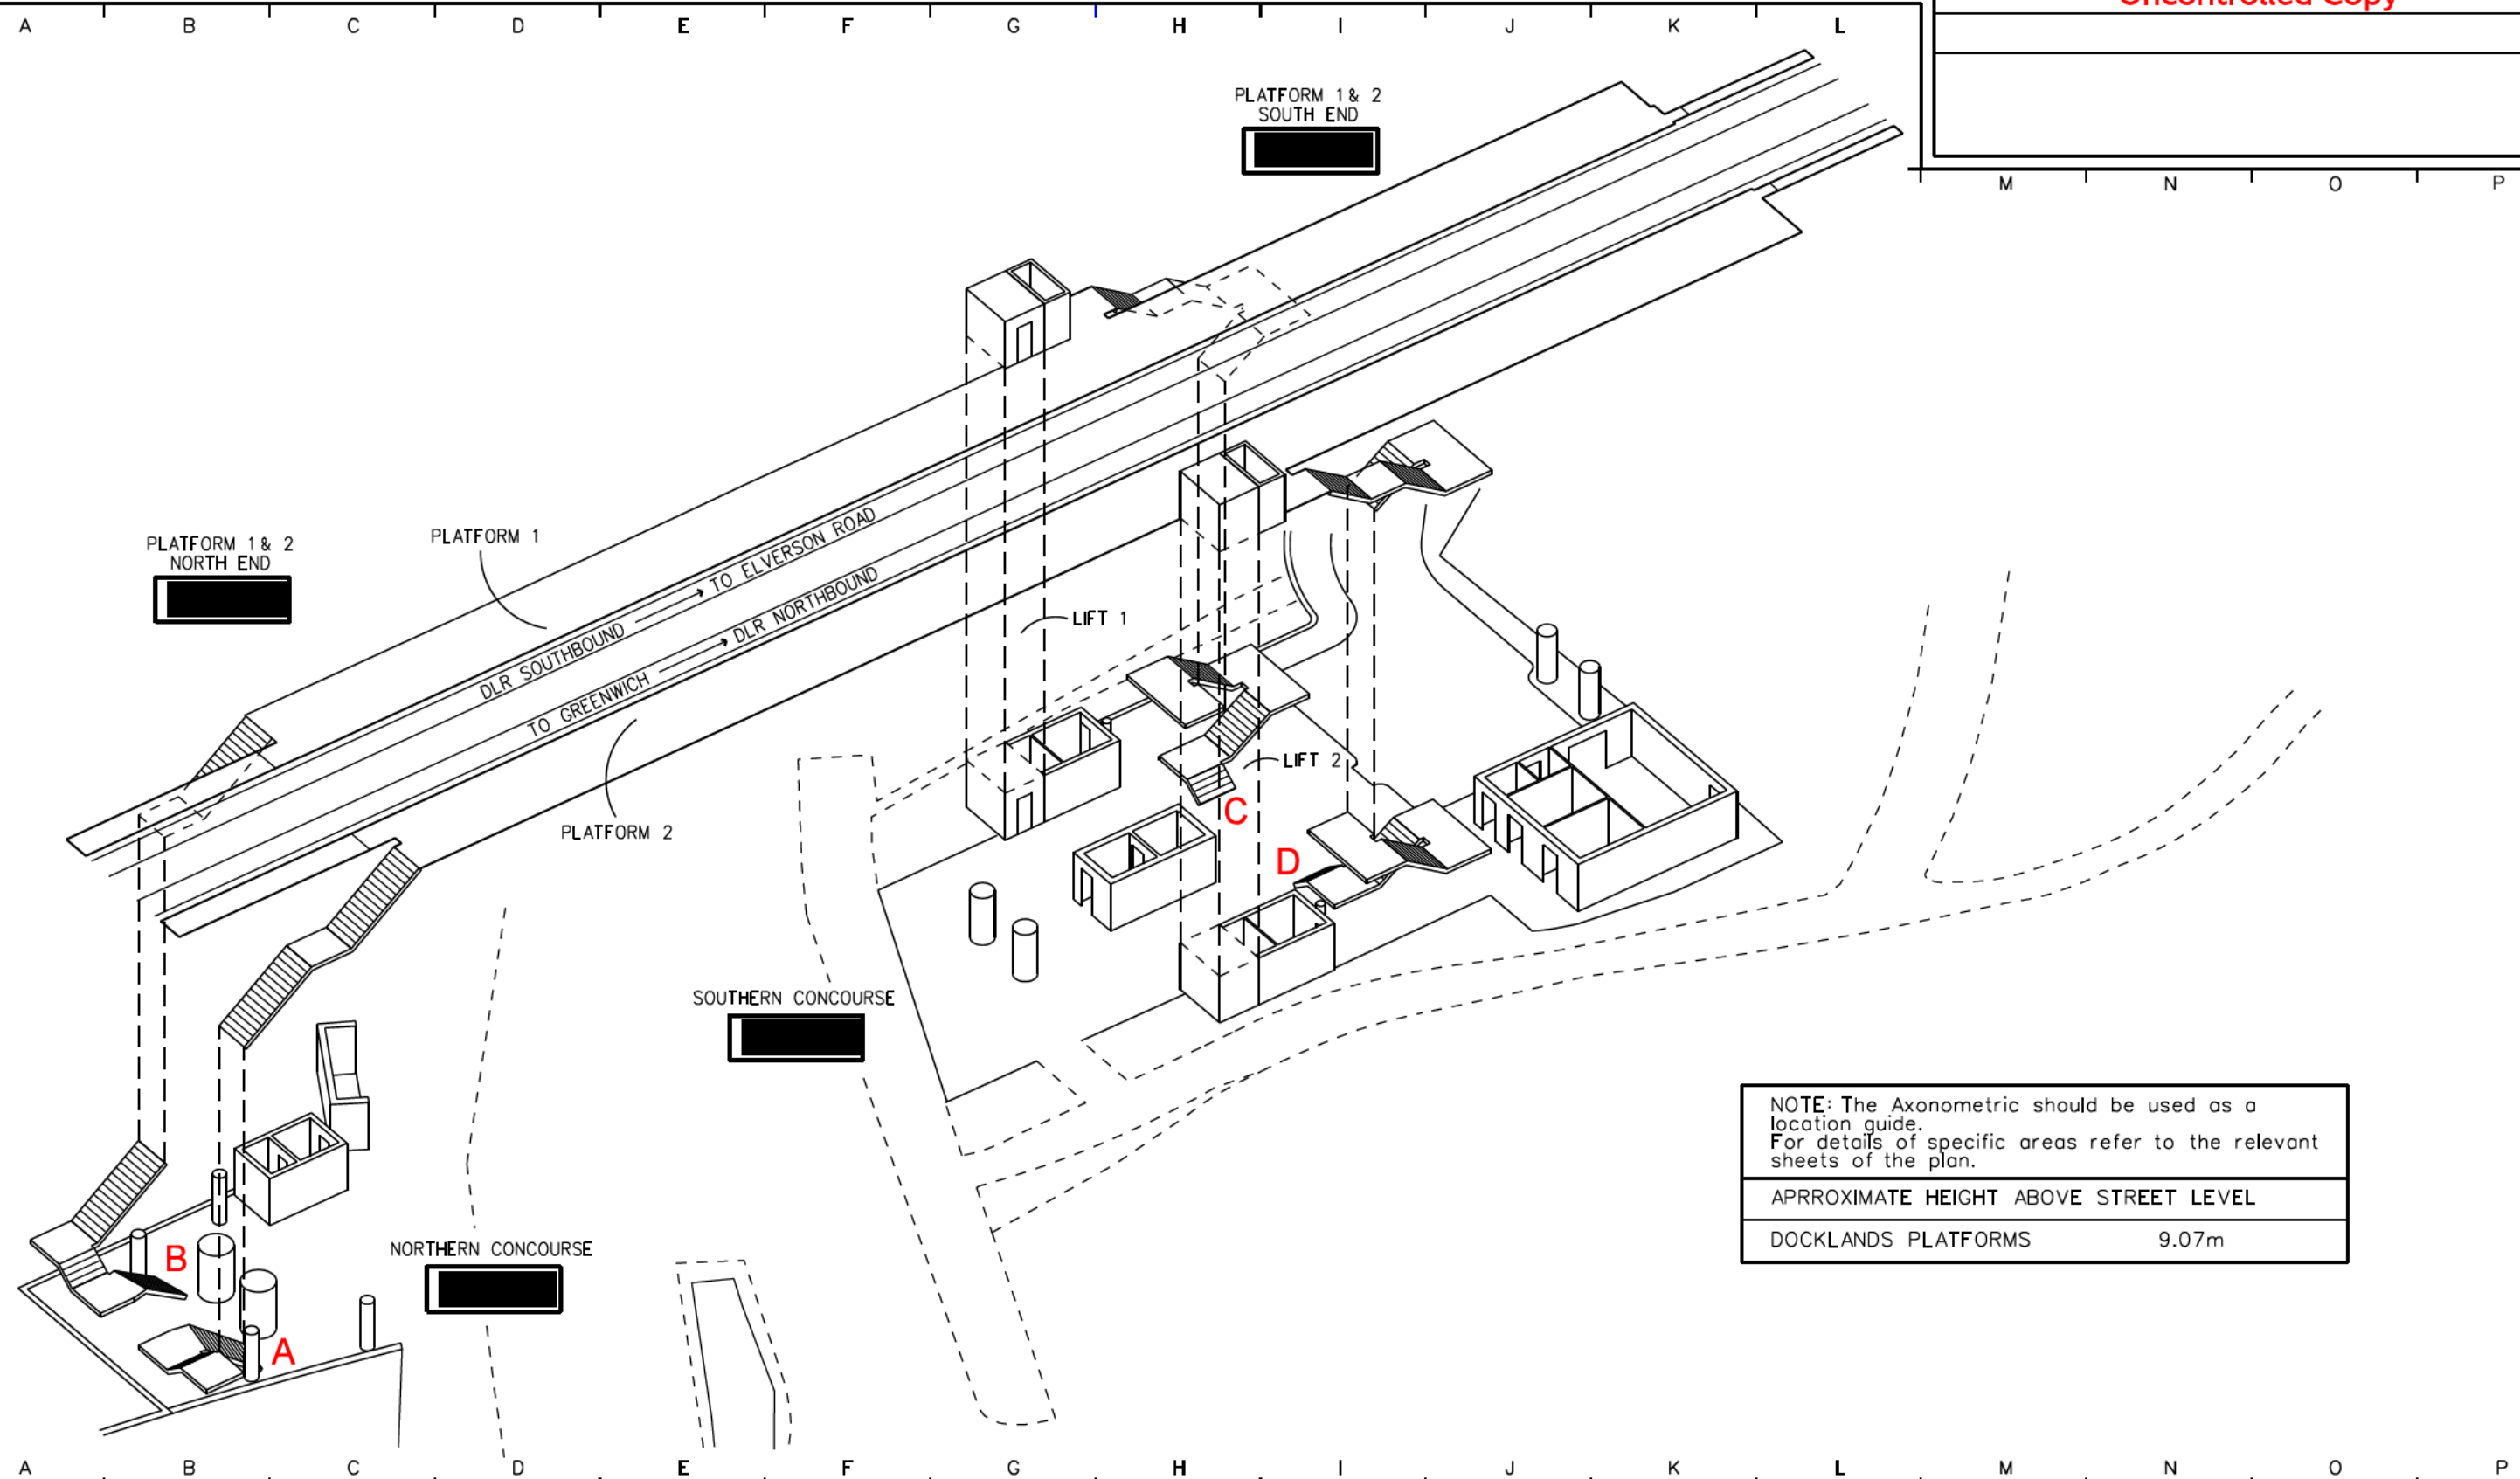 Uncontrolled Copy
A B C D E F G H I J K L
M N O P
PLATFORM 1 & 2
SOUTH END
PLATFORM 1 & 2
NORTH END
PLATFORM 1
TO ELVERSON ROAD
DLR SOUTHBOUND
DLR NORTHBOUND
TO GREENWICH
PLATFORM 2
LIFT 1
LIFT 2
C
D
SOUTHERN CONCOURSE
NORTHERN CONCOURSE
B
A
NOTE: The Axonometric should be used as a
location guide.
For details of specific areas refer to the relevant
sheets of the plan.
APRROXIMATE HEIGHT ABOVE STREET LEVEL
DOCKLANDS PLATFORMS 9.07m
A B C D E F G H I J K L M N O P